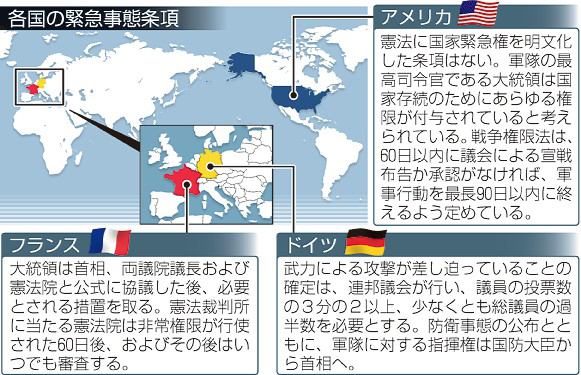 各国の緊急事態条項
アメリカ
憲法に国家緊急権を明文化
した条項はない。軍隊の最
高司令官である大統領は国
家存続のためにあらゆる権
限が付与されていると考え
られている。戦争権限法は、
60日以内に議会による宣戦
布告か承認がなければ、軍
事行動を最長90日以内に終
えるよう定めている。
フランス
大統領は首相、両議院議長および
憲法院と公式に協議した後、必要
とされる措置を取る。憲法裁判所
に当たる憲法院は非常権限が行使
された60日後、およびその後はい
つでも審査する。
ドイツ
武力による攻撃が差し迫っていることの
確定は、連邦議会が行い、議員の投票数
の3分の2以上、少なくとも総議員の過
半数を必要とする。防衛事態の公布とと
もに、軍隊に対する指揮権は国防大臣か
ら首相へ。